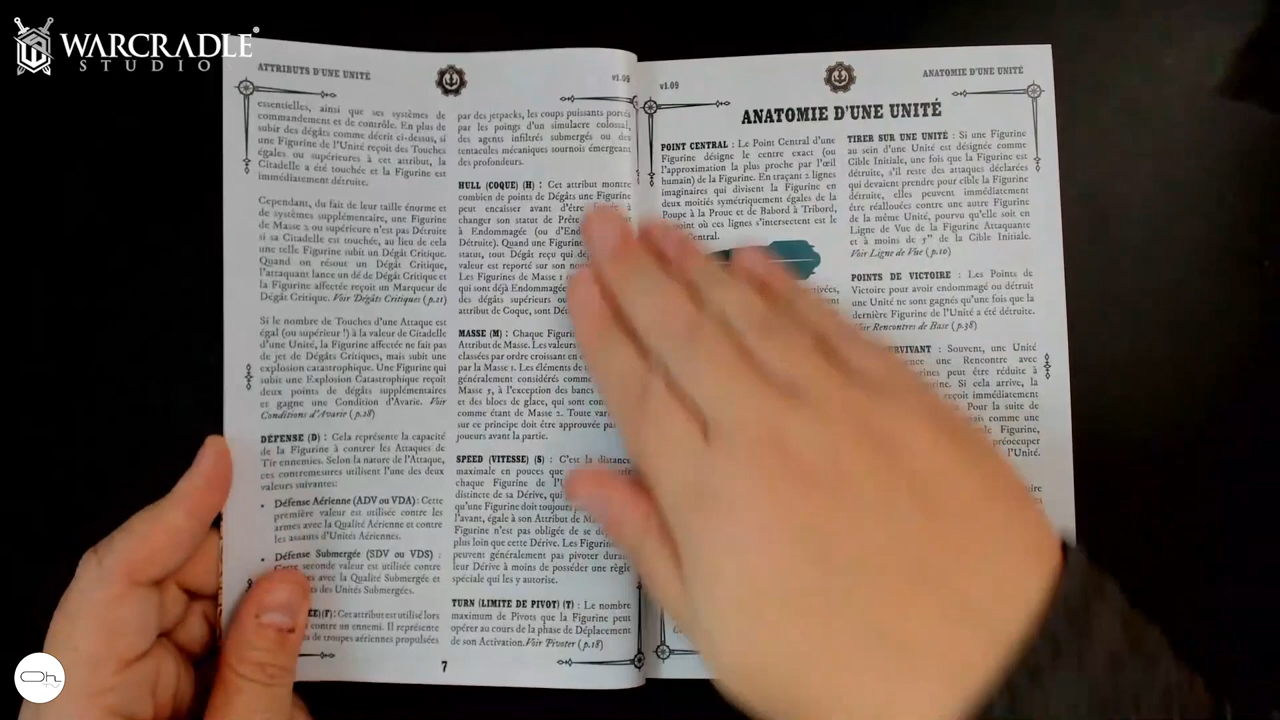 WARCRADLE®
STUDIOS
ATTRIBUTS D'UNE UNITÉ
v1.09
essentielles, ainsi que ses systèmes de
commandement et de contrôle. En plus de
subir des dégâts comme décrit ci-dessus, si
une Figurine de l'Unité reçoit des Touches
égales ou supérieures à cet attribut, la
Citadelle a été touchée et la Figurine est
immédiatement détruite.
Cependant, du fait de leur taille énorme et
de systèmes supplémentaire, une Figurine
de Masse 2 ou supérieure n'est pas Détruite
si sa Citadelle est touchée, au lieu de cela
une telle Figurine subit un Dégât Critique.
Quand on résout un Dégât Critique,
l'attaquant lance un dé de Dégât Critique et
la Figurine affectée reçoit un Marqueur de
Dégât Critique. Voir Dégâts Critiques (p.21)
Si le nombre de Touches d'une Attaque est
égal (ou supérieur !) à la valeur de Citadelle
d'une Unité, la Figurine affectée ne fait pas
de jet de Dégâts Critiques, mais subit une
explosion catastrophique. Une Figurine qui
subit une Explosion Catastrophique reçoit
deux points de dégâts supplémentaires
et gagne une Condition d'Avarie. Voir
Conditions d'Avarie (p.28)
DÉFENSE (D) : Cela représente la capacité
de la Figurine à contrer les Attaques de
Tir ennemies. Selon la nature de l'Attaque,
ces contremesures utilisent l'une des deux
valeurs suivantes:
• Défense Aérienne (ADV ou VDA) : Cette
première valeur est utilisée contre les
armes avec la Qualité Aérienne et contre
les assauts d'Unités Aériennes.
• Défense Submergée (SDV ou VDS) :
Cette seconde valeur est utilisée contre
avec la Qualité Submergée et
des Unités Submergées.
(F): Cet attribut est utilisé lors
contre un ennemi. Il représente
de troupes aériennes propulsées
par des jetpacks, les coups puissants portés
par les poings d'un simulacre colossal,
des agents infiltrés submergés ou des
tentacules mécaniques sournois émergeant
des profondeurs.
HULL (COQUE) (H) : Cet attribut montre
combien de points de Dégâts une Figurine
peut encaisser avant d'être
changer son statut de Prête
à Endommagée (ou d'En
Détruite). Quand une Figurine
statut, tout Dégât reçu qui
valeur est reporté sur son
Les Figurines de Masse 1
qui sont déjà Endommagée
des dégâts supérieurs ou
attribut de Coque, sont
MASSE (M) : Chaque
Attribut de Masse. Les valeurs
classées par ordre croissant en
par la Masse 1. Les éléments de
généralement considérés comme
Masse 5, à l'exception des bancs
et des blocs de glace, qui sont
comme étant de Masse 2. Toute
sur ce principe doit être approuvée
joueurs avant la partie.
SPEED (VITESSE) (S) : C'est la distance
maximale en pouces que
chaque Figurine de
distincte de sa Dérive, qui
qu'une Figurine doit toujours
l'avant, égale à son Attribut de
Figurine n'est pas obligée de se
plus loin que cette Dérive. Les
peuvent généralement pas pivoter
leur Dérive à moins de posséder une règle
spéciale qui les y autorise.
TURN (LIMITE DE PIVOT) (T) : Le nombre
maximum de Pivots que la Figurine peut
opérer au cours de la phase de Déplacement
de son Activation. Voir Pivoter (p.18)
7
v1.09
ANATOMIE D'UNE UNITÉ
ANATOMIE D'UNE UNITÉ
POINT CENTRAL : Le Point Central d'une
Figurine désigne le centre exact (ou
l'approximation la plus proche par l'œil
humain) de la Figurine. En traçant 2 lignes
imaginaires qui divisent la Figurine en
deux moitiés symétriquement égales de la
Poupe à la Proue et de Babord à Tribord,
point où ces lignes s'intersectent est le
Central.
TIRER SUR UNE UNITÉ : Si une Figurine
au sein d'une Unité est désignée comme
Cible Initiale, une fois que la Figurine est
détruite, s'il reste des attaques déclarées
qui devaient prendre pour cible la Figurine
détruite, elles peuvent immédiatement
être réallouées contre une autre Figurine
de la même Unité, pourvu qu'elle soit en
Ligne de Vue de la Figurine Attaquante
et à moins de 5" de la Cible Initiale.
Voir Ligne de Vue (p.10)
POINTS DE VICTOIRE : Les Points de
Victoire pour avoir endommagé ou détruit
une Unité ne sont gagnés qu'une fois que la
dernière Figurine de l'Unité a été détruite.
Voir Rencontres de Base (p.38)
SURVIVANT : Souvent, une Unité
une Rencontre avec
peut être réduite à
Si cela arrive, la
reçoit immédiatement
Pour la suite de
comme une
Figurine,
préoccuper
l'Unité.
Oh
TV